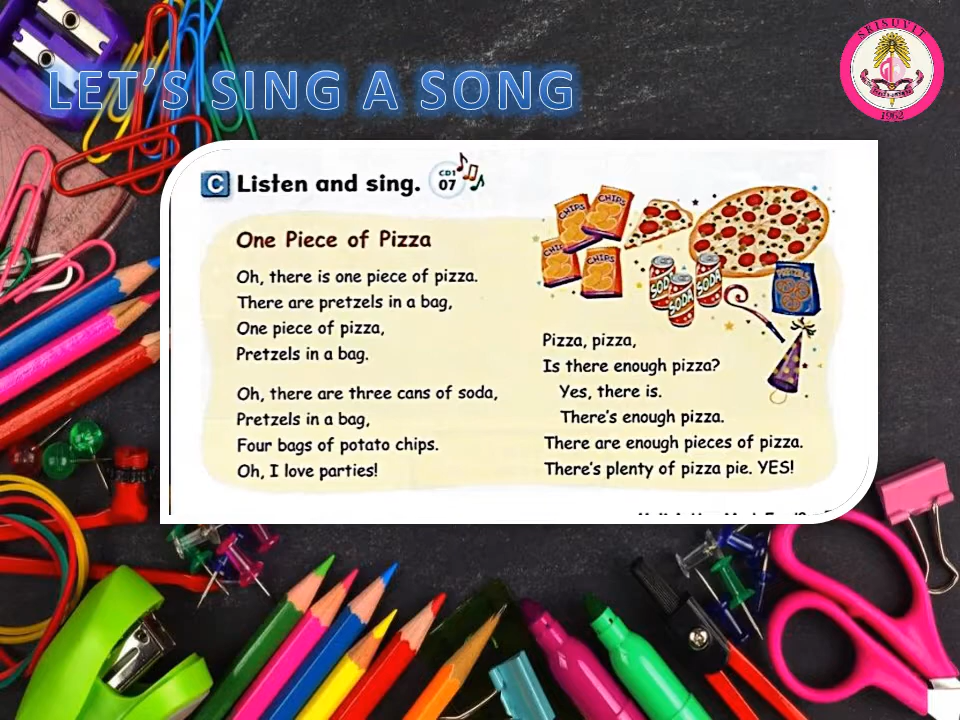 LET'S SING A SONG
SRISUVIT
1962
C Listen and sing.
CD1
07
One Piece of Pizza
Oh, there is one piece of pizza.
There are pretzels in a bag,
One piece of pizza,
Pretzels in a bag.
Oh, there are three cans of soda,
Pretzels in a bag,
Four bags of potato chips.
Oh, I love parties!
CHIPS
CHIPS
CHIPS
CHIPS
SODA
SODA
SODA
PRETZELS
Pizza, pizza,
Is there enough pizza?
Yes, there is.
There's enough pizza.
There are enough pieces of pizza.
There's plenty of pizza pie. YES!